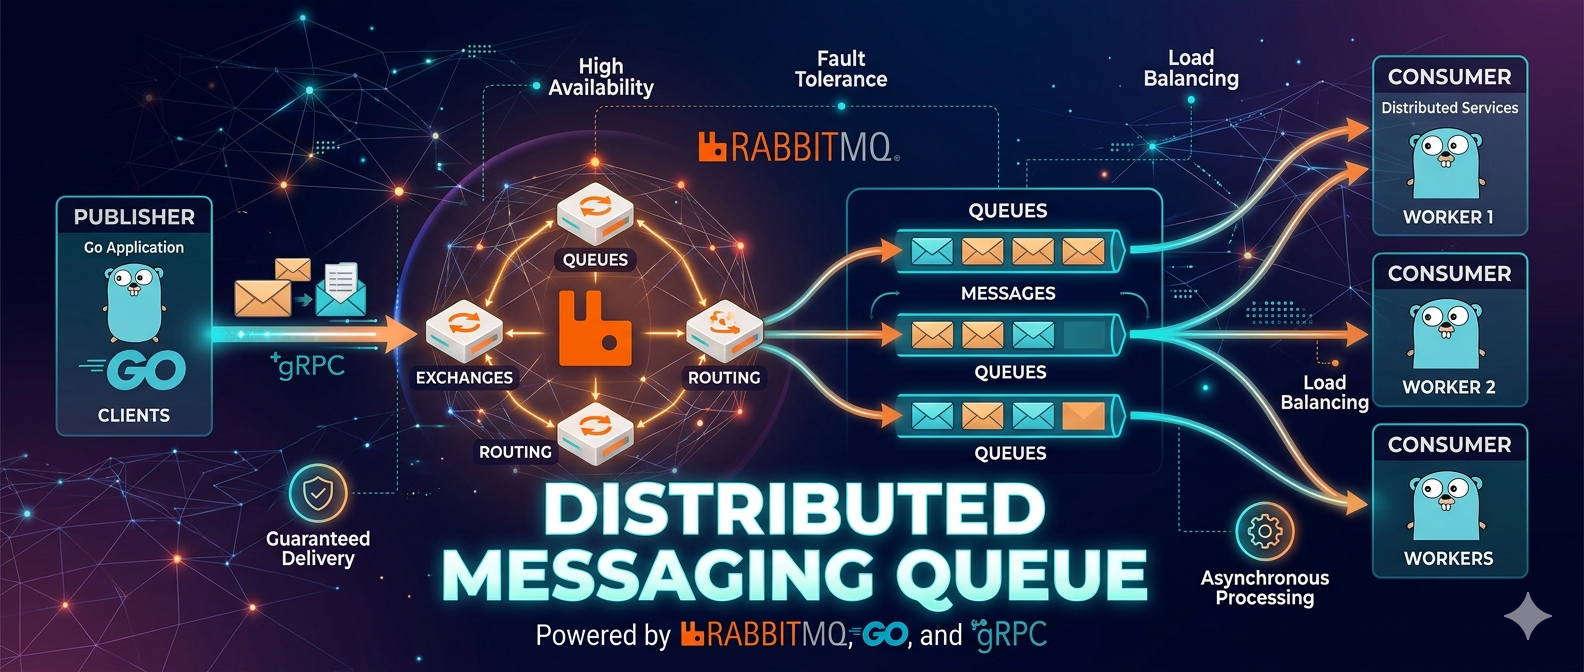 High
Availability
Fault
Tolerance
Load
Balancing
RABBITMQ®
PUBLISHER
Go Application
GO
CLIENTS
gRPC
QUEUES
EXCHANGES
ROUTING
ROUTING
QUEUES
MESSAGES
QUEUES
QUEUES
CONSUMER
Distributed Services
WORKER 1
CONSUMER
WORKER 2
Load
Balancing
CONSUMER
WORKERS
Guaranteed
Delivery
Asynchronous
Processing
DISTRIBUTED
MESSAGING QUEUE
Powered by RABBITMQ, GO, and gRPC